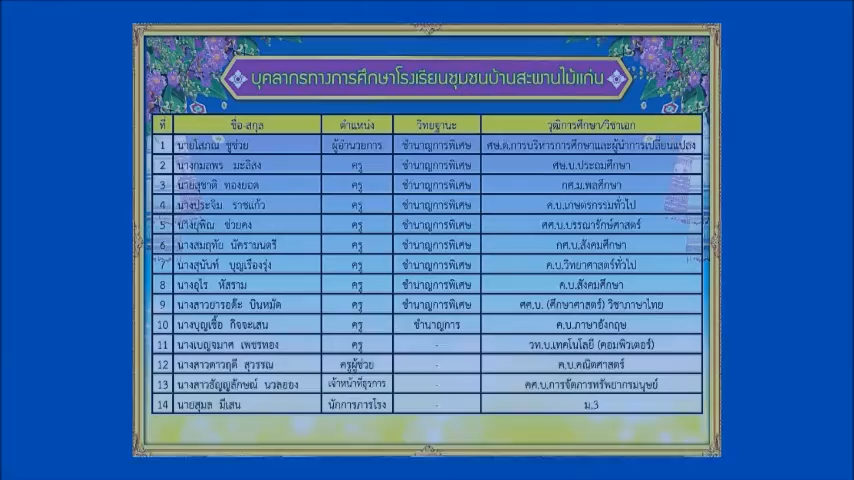 บุคลากรทางการศึกษาโรงเรียนชุมชนบ้านสะพานไม้แก่น
ที่ ชื่อ-สกุล ตำแหน่ง วิทยฐานะ วุฒิการศึกษา/วิชาเอก
1 นายโสภณ ชูช่วย ผู้อำนวยการ ชำนาญการพิเศษ ศษ.ด.การบริหารการศึกษาและผู้นำการเปลี่ยนแปลง
2 นางกมลพร มะลิสง ครู ชำนาญการพิเศษ ศษ.บ.ประถมศึกษา
3 นายสุชาติ ทองยอด ครู ชำนาญการพิเศษ กศ.ม.พลศึกษา
4 นางประจิม ราชแก้ว ครู ชำนาญการพิเศษ ค.บ.เกษตรกรรมทั่วไป
5 นางยุพิณ ช่วยคง ครู ชำนาญการพิเศษ ศศ.บ.บรรณารักษ์ศาสตร์
6 นางสมฤทัย นัครามนตรี ครู ชำนาญการพิเศษ กศ.บ.สังคมศึกษา
7 นางสุนันท์ บุญเรืองรุ่ง ครู ชำนาญการพิเศษ ค.บ.วิทยาศาสตร์ทั่วไป
8 นางอุไร หัสราม ครู ชำนาญการพิเศษ ค.บ.สังคมศึกษา
9 นางสาวยารอต๊ะ บินหมัด ครู ชำนาญการพิเศษ ศศ.บ. (ศึกษาศาสตร์) วิชาภาษาไทย
10 นางบุญเชื้อ กิจจะเสน ครู ชำนาญการ ค.บ.ภาษาอังกฤษ
11 นางเบญจมาศ เพชรทอง ครู - วท.บ.เทคโนโลยี (คอมพิวเตอร์)
12 นางสาวดาวฤดี สุวรรณ ครูผู้ช่วย - ค.บ.คณิตศาสตร์
13 นางสาวธัญญลักษณ์ นวลยอง เจ้าหน้าที่ธุรการ - ศศ.บ.การจัดการทรัพยากรมนุษย์
14 นายสุมล มีเสน นักการภารโรง - ม.3